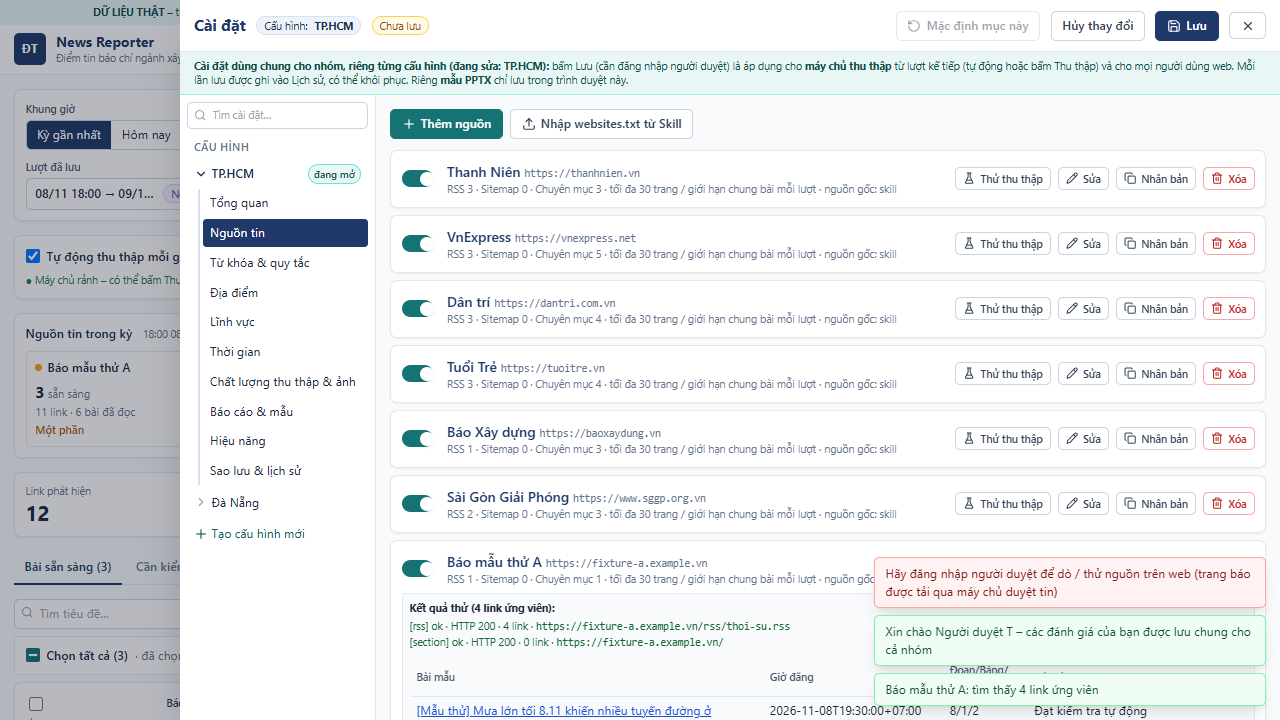 DỮ LIỆU THẬT – t
ĐT
News Reporter
Điểm tin báo chí ngành xây
Khung giờ
Kỳ gần nhất
Hôm nay
Lượt đã lưu
08/11 18:00 → 09/1...
Tự động thu thập mỗi g
Máy chủ rảnh – có thể bấm Thu
Nguồn tin trong kỳ 18:00 08
Báo mẫu thử A
3 sẵn sàng
11 link · 6 bài đã đọc
Một phần
Link phát hiện
12
Bài sẵn sàng (3)
Cần kiểm
Tìm tiêu đề...
Chọn tất cả (3) · đã chọn
Báo
Cài đặt
Cấu hình: TP.HCM
Chưa lưu
Mặc định mục này
Hủy thay đổi
Lưu
Cài đặt dùng chung cho nhóm, riêng từng cấu hình (đang sửa: TP.HCM): bấm Lưu (cần đăng nhập người duyệt) là áp dụng cho máy chủ thu thập từ lượt kế tiếp (tự động hoặc bấm Thu thập) và cho mọi người dùng web. Mỗi
lần lưu được ghi vào Lịch sử, có thể khôi phục. Riêng mẫu PPTX chỉ lưu trong trình duyệt này.
Tìm cài đặt...
CẤU HÌNH
TP.HCM
đang mở
Tổng quan
Nguồn tin
Từ khóa & quy tắc
Địa điểm
Lĩnh vực
Thời gian
Chất lượng thu thập & ảnh
Báo cáo & mẫu
Hiệu năng
Sao lưu & lịch sử
Đà Nẵng
Tạo cấu hình mới
Thêm nguồn
Nhập websites.txt từ Skill
Thanh Niên https://thanhnien.vn
RSS 3 · Sitemap 0 · Chuyên mục 3 · tối đa 30 trang / giới hạn chung bài mỗi lượt · nguồn gốc: skill
Thử thu thập Sửa Nhân bản Xóa
VnExpress https://vnexpress.net
RSS 3 · Sitemap 0 · Chuyên mục 5 · tối đa 30 trang / giới hạn chung bài mỗi lượt · nguồn gốc: skill
Thử thu thập Sửa Nhân bản Xóa
Dân trí https://dantri.com.vn
RSS 3 · Sitemap 0 · Chuyên mục 4 · tối đa 30 trang / giới hạn chung bài mỗi lượt · nguồn gốc: skill
Thử thu thập Sửa Nhân bản Xóa
Tuổi Trẻ https://tuoitre.vn
RSS 3 · Sitemap 0 · Chuyên mục 4 · tối đa 30 trang / giới hạn chung bài mỗi lượt · nguồn gốc: skill
Thử thu thập Sửa Nhân bản Xóa
Báo Xây dựng https://baoxaydung.vn
RSS 1 · Sitemap 0 · Chuyên mục 3 · tối đa 30 trang / giới hạn chung bài mỗi lượt · nguồn gốc: skill
Thử thu thập Sửa Nhân bản Xóa
Sài Gòn Giải Phóng https://www.sggp.org.vn
RSS 2 · Sitemap 0 · Chuyên mục 3 · tối đa 30 trang / giới hạn chung bài mỗi lượt · nguồn gốc: skill
Thử thu thập Sửa Nhân bản Xóa
Báo mẫu thử A https://fixture-a.example.vn
RSS 1 · Sitemap 0 · Chuyên mục 1 · tối đa 30 trang / giới hạn chung bài mỗi lượt · nguồn gốc:
Kết quả thử (4 link ứng viên):
[rss] ok · HTTP 200 · 4 link · https://fixture-a.example.vn/rss/thoi-su.rss
[section] ok · HTTP 200 · 0 link · https://fixture-a.example.vn/
Bài mẫu
Giờ đăng
Đoạn/Bảng/
[Mẫu thử] Mưa lớn tối 8.11 khiến nhiều tuyến đường ở
2026-11-08T19:30:00+07:00
8/1/2
Đạt kiểm tra tự động
Hãy đăng nhập người duyệt để dò / thử nguồn trên web (trang báo
được tải qua máy chủ duyệt tin)
Xin chào Người duyệt T – các đánh giá của bạn được lưu chung cho
cả nhóm
Báo mẫu thử A: tìm thấy 4 link ứng viên